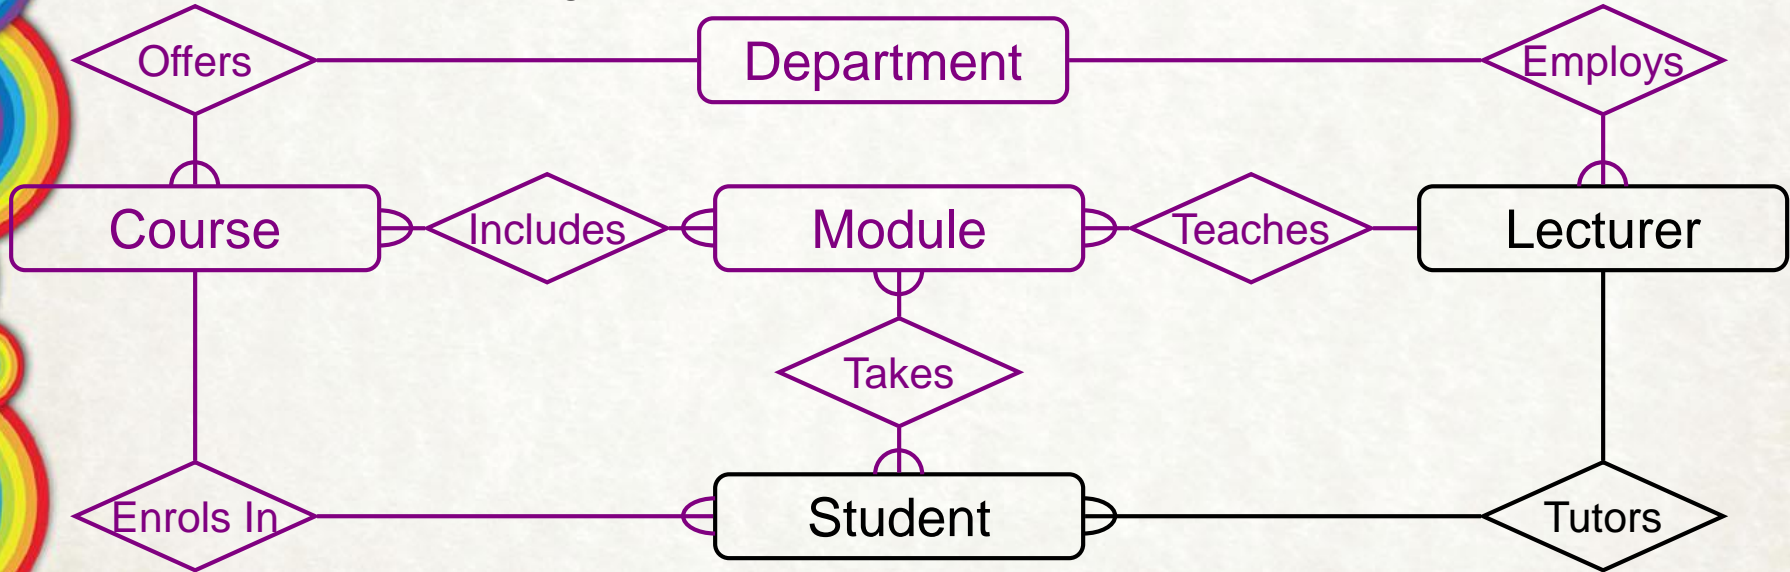 Offers
Department
Employs
Course
Includes
Module
Teaches
Lecturer
Takes
Enrols In
Student
Tutors